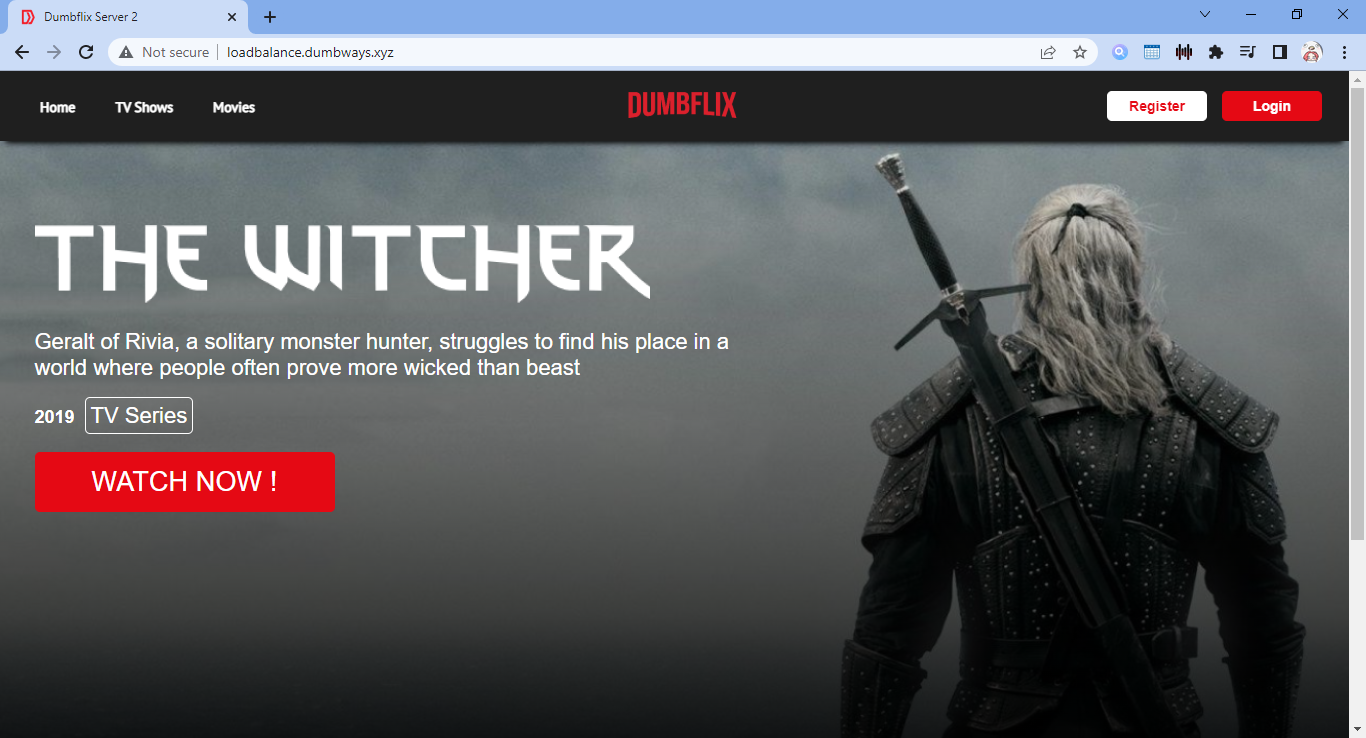 Dumbflix Server 2
Not secure
loadbalance.dumbways.xyz
Home
TV Shows
Movies
DUMBFLIX
Register
Login
THE WITCHER
Geralt of Rivia, a solitary monster hunter, struggles to find his place in a
world where people often prove more wicked than beast
2019 TV Series
WATCH NOW !